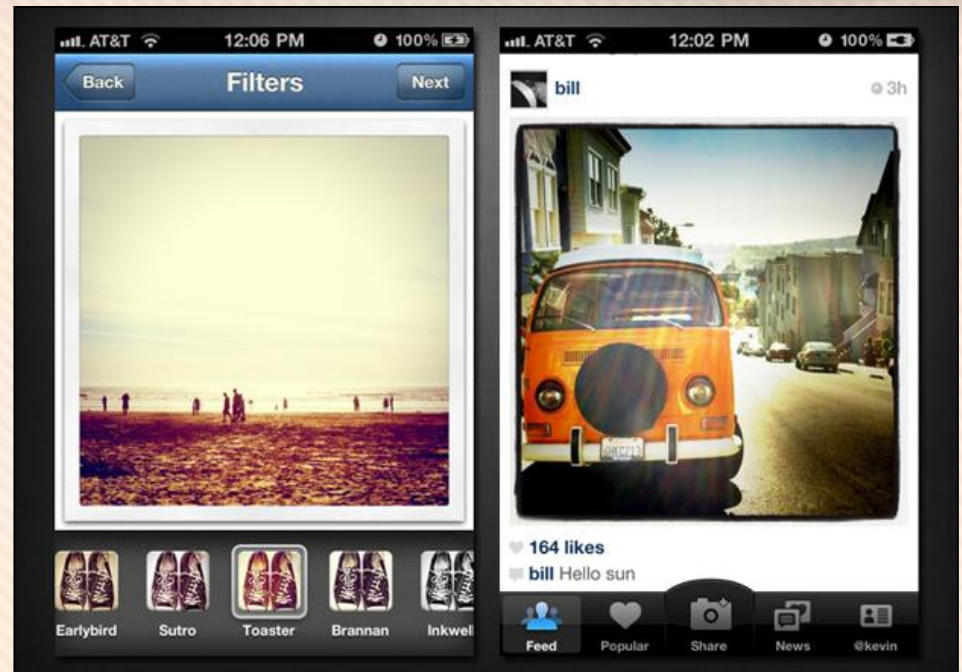 AT&T 12:06 PM 100%
Back Filters Next
Earlybird Sutro Toaster Brannan Inkwell
AT&T 12:02 PM 100%
bill 3h
164 likes
bill Hello sun
Feed Popular Share News @kevin